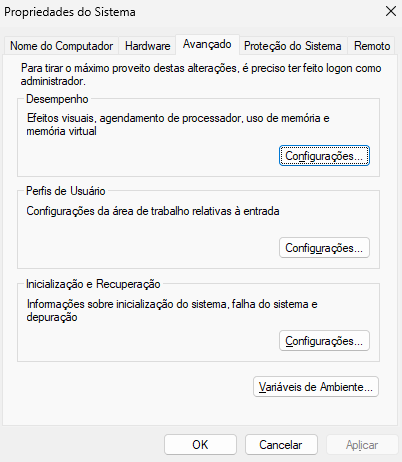 Propriedades do Sistema
Nome do Computador Hardware Avançado Proteção do Sistema Remoto
Para tirar o máximo proveito destas alterações, é preciso ter feito logon como
administrador.
Desempenho
Efeitos visuais, agendamento de processador, uso de memória e
memória virtual
Configurações...
Perfis de Usuário
Configurações da área de trabalho relativas à entrada
Configurações...
Inicialização e Recuperação
Informações sobre inicialização do sistema, falha do sistema e
depuração
Configurações...
Variáveis de Ambiente...
OK Cancelar Aplicar